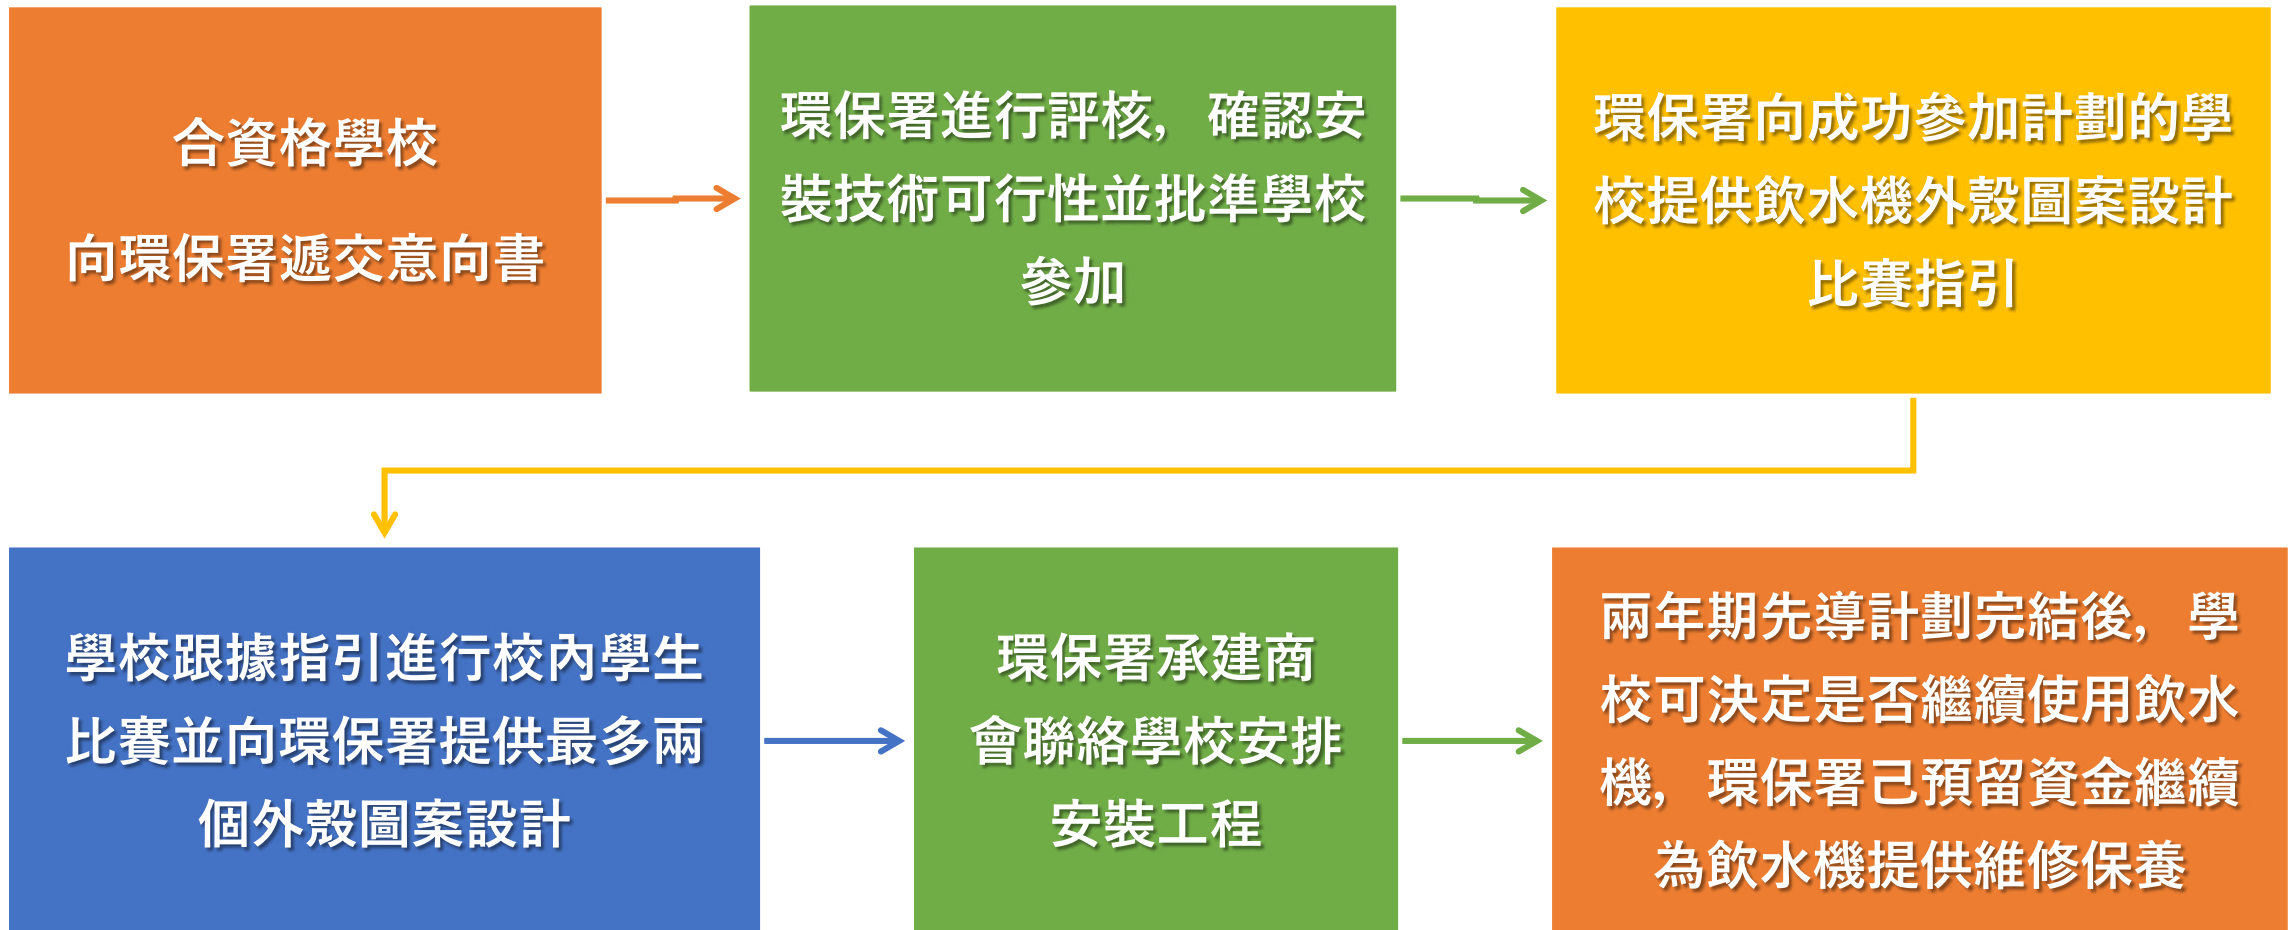 合資格學校
向環保署遞交意向書
環保署進行評核，確認安
裝技術可行性並批準學校
參加
環保署向成功參加計劃的學
校提供飲水機外殼圖案設計
比賽指引
學校跟據指引進行校內學生
比賽並向環保署提供最多兩
個外殼圖案設計
環保署承建商
會聯絡學校安排
安裝工程
兩年期先導計劃完結後，學
校可決定是否繼續使用飲水
機，環保署己預留資金繼續
為飲水機提供維修保養